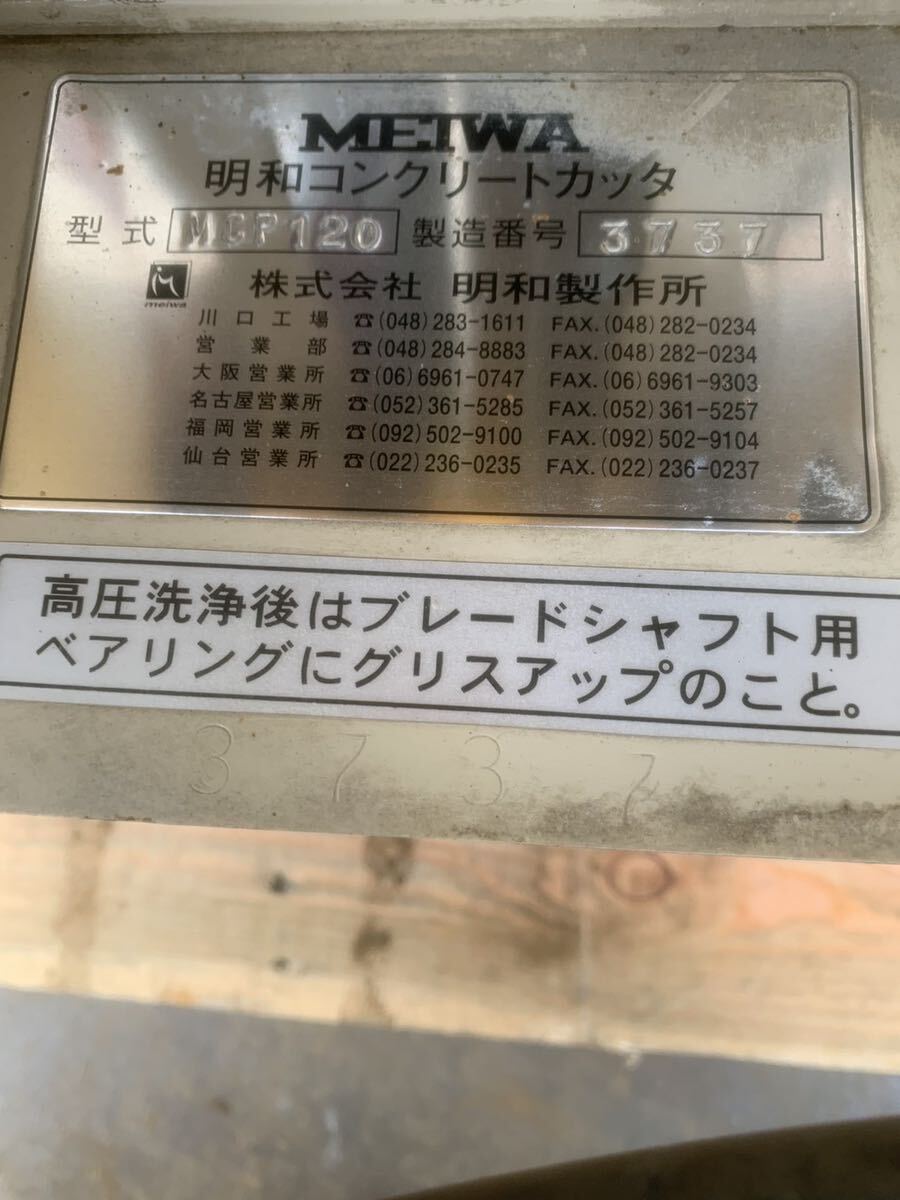 MEIWA
明和コンクリートカッタ
型式 MCP120 製造番号 3737
meiwa 株式会社 明和製作所
川口工場 ☎(048)283-1611 FAX.(048)282-0234
営業部 ☎(048)284-8883 FAX.(048)282-0234
大阪営業所 ☎(06)6961-0747 FAX.(06)6961-9303
名古屋営業所 ☎(052)361-5285 FAX.(052)361-5257
福岡営業所 ☎(092)502-9100 FAX.(092)502-9104
仙台営業所 ☎(022)236-0235 FAX.(022)236-0237
高圧洗浄後はブレードシャフト用
ベアリングにグリスアップのこと。
3737